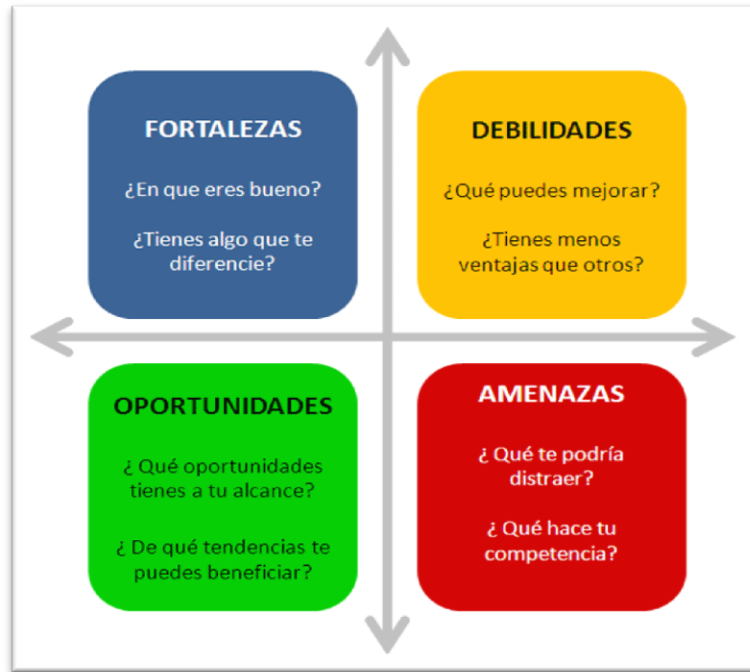 FORTALEZAS
¿En que eres bueno?
¿Tienes algo que te
diferencie?
DEBILIDADES
¿Qué puedes mejorar?
¿Tienes menos
ventajas que otros?
OPORTUNIDADES
¿ Qué oportunidades
tienes a tu alcance?
¿ De qué tendencias te
puedes beneficiar?
AMENAZAS
¿ Qué te podría
distraer?
¿ Qué hace tu
competencia?